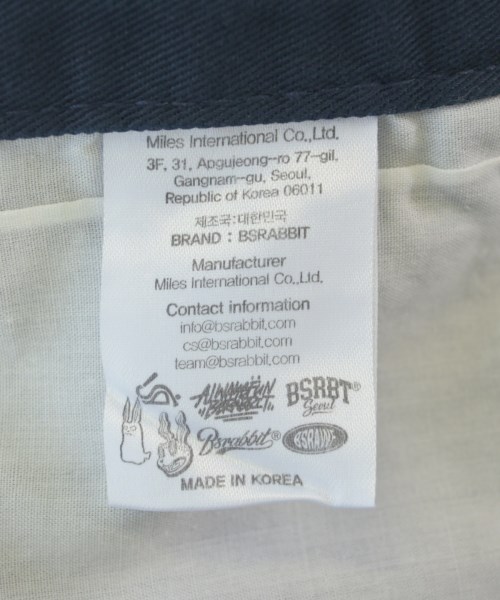 Miles International Co.,Ltd.
3F, 31, Apgujeong-ro 77-gil,
Gangnam-gu, Seoul,
Republic of Korea 06011
제조국:대한민국
BRAND : BSRABBIT
Manufacturer
Miles International Co.,Ltd.
Contact information
info@bsrabbit.com
cs@bsrabbit.com
team@bsrabbit.com
BSRBT®
Seoul
Bsrabbit®
MADE IN KOREA